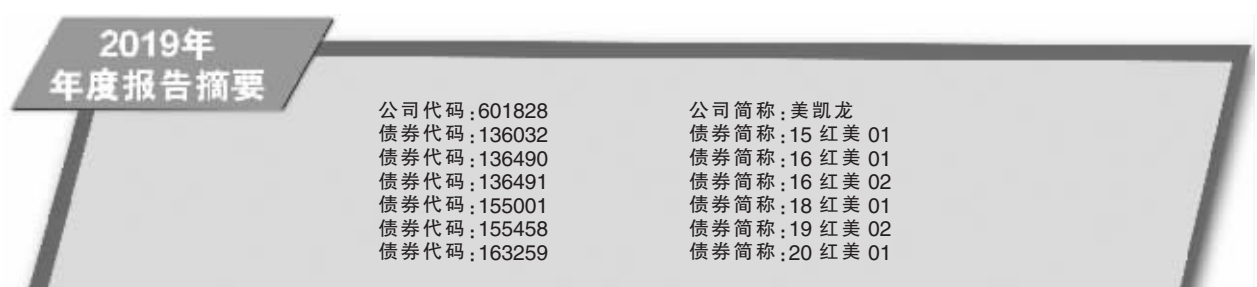 2019年
年度报告摘要
公司代码:601828 公司简称:美凯龙
债券代码:136032 债券简称:15 红美 01
债券代码:136490 债券简称:16 红美 01
债券代码:136491 债券简称:16 红美 02
债券代码:155001 债券简称:18 红美 01
债券代码:155458 债券简称:19 红美 02
债券代码:163259 债券简称:20 红美 01